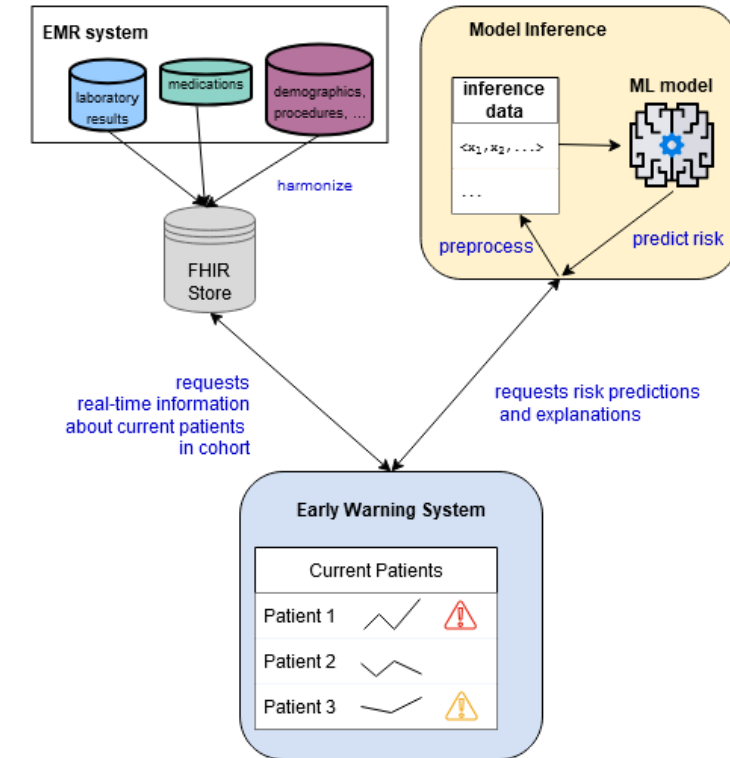 EMR system
laboratory
results
medications
demographics,
procedures, ...
harmonize
FHIR
Store
Model Inference
inference
data
<x₁,x₂,...>
...
ML model
preprocess
predict risk
requests
real-time information
about current patients
in cohort
requests risk predictions
and explanations
Early Warning System
Current Patients
Patient 1
Patient 2
Patient 3